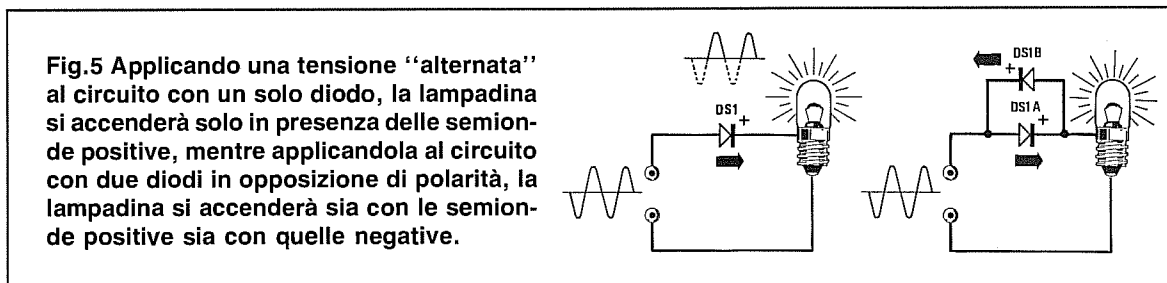 Fig.5 Applicando una tensione ‘‘alternata’’
al circuito con un solo diodo, la lampadina
si accenderà solo in presenza delle semion-
de positive, mentre applicandola al circuito
con due diodi in opposizione di polarità, la
lampadina si accenderà sia con le semion-
de positive sia con quelle negative.
DS1
+
DS1B
+
DS1A
+